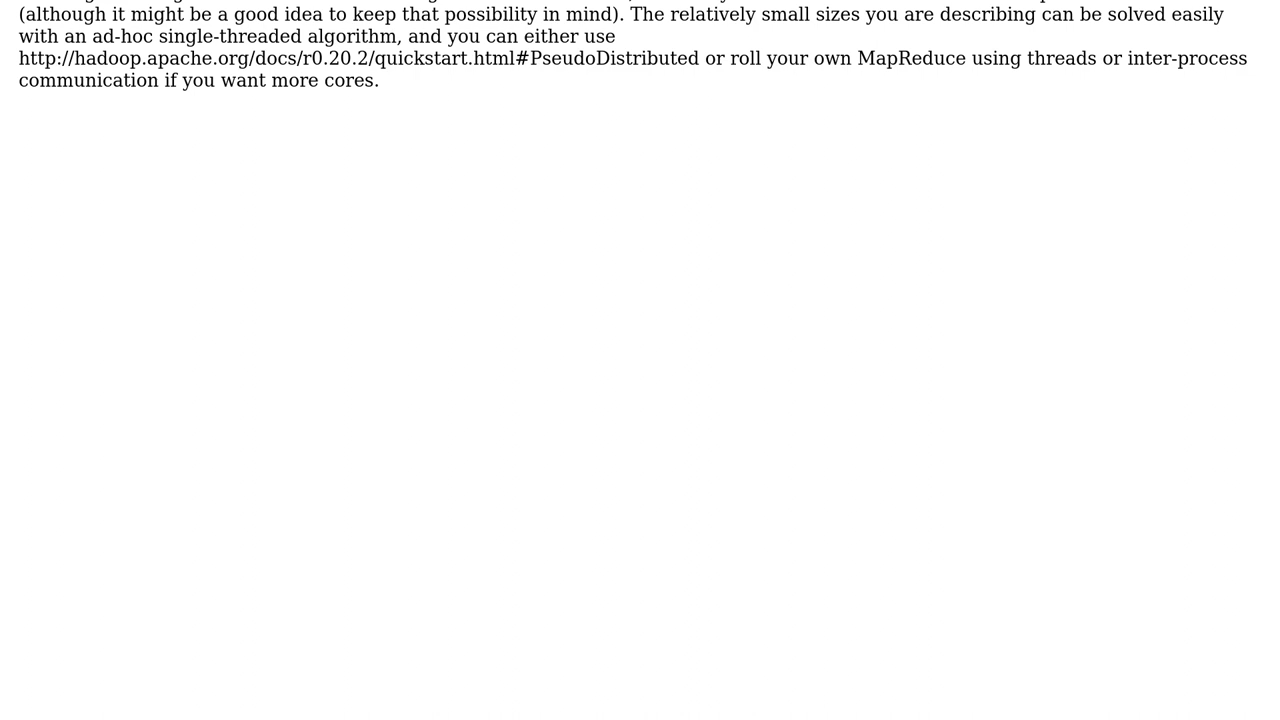 (although it might be a good idea to keep that possibility in mind). The relatively small sizes you are describing can be solved easily
with an ad-hoc single-threaded algorithm, and you can either use
http://hadoop.apache.org/docs/r0.20.2/quickstart.html#PseudoDistributed or roll your own MapReduce using threads or inter-process
communication if you want more cores.